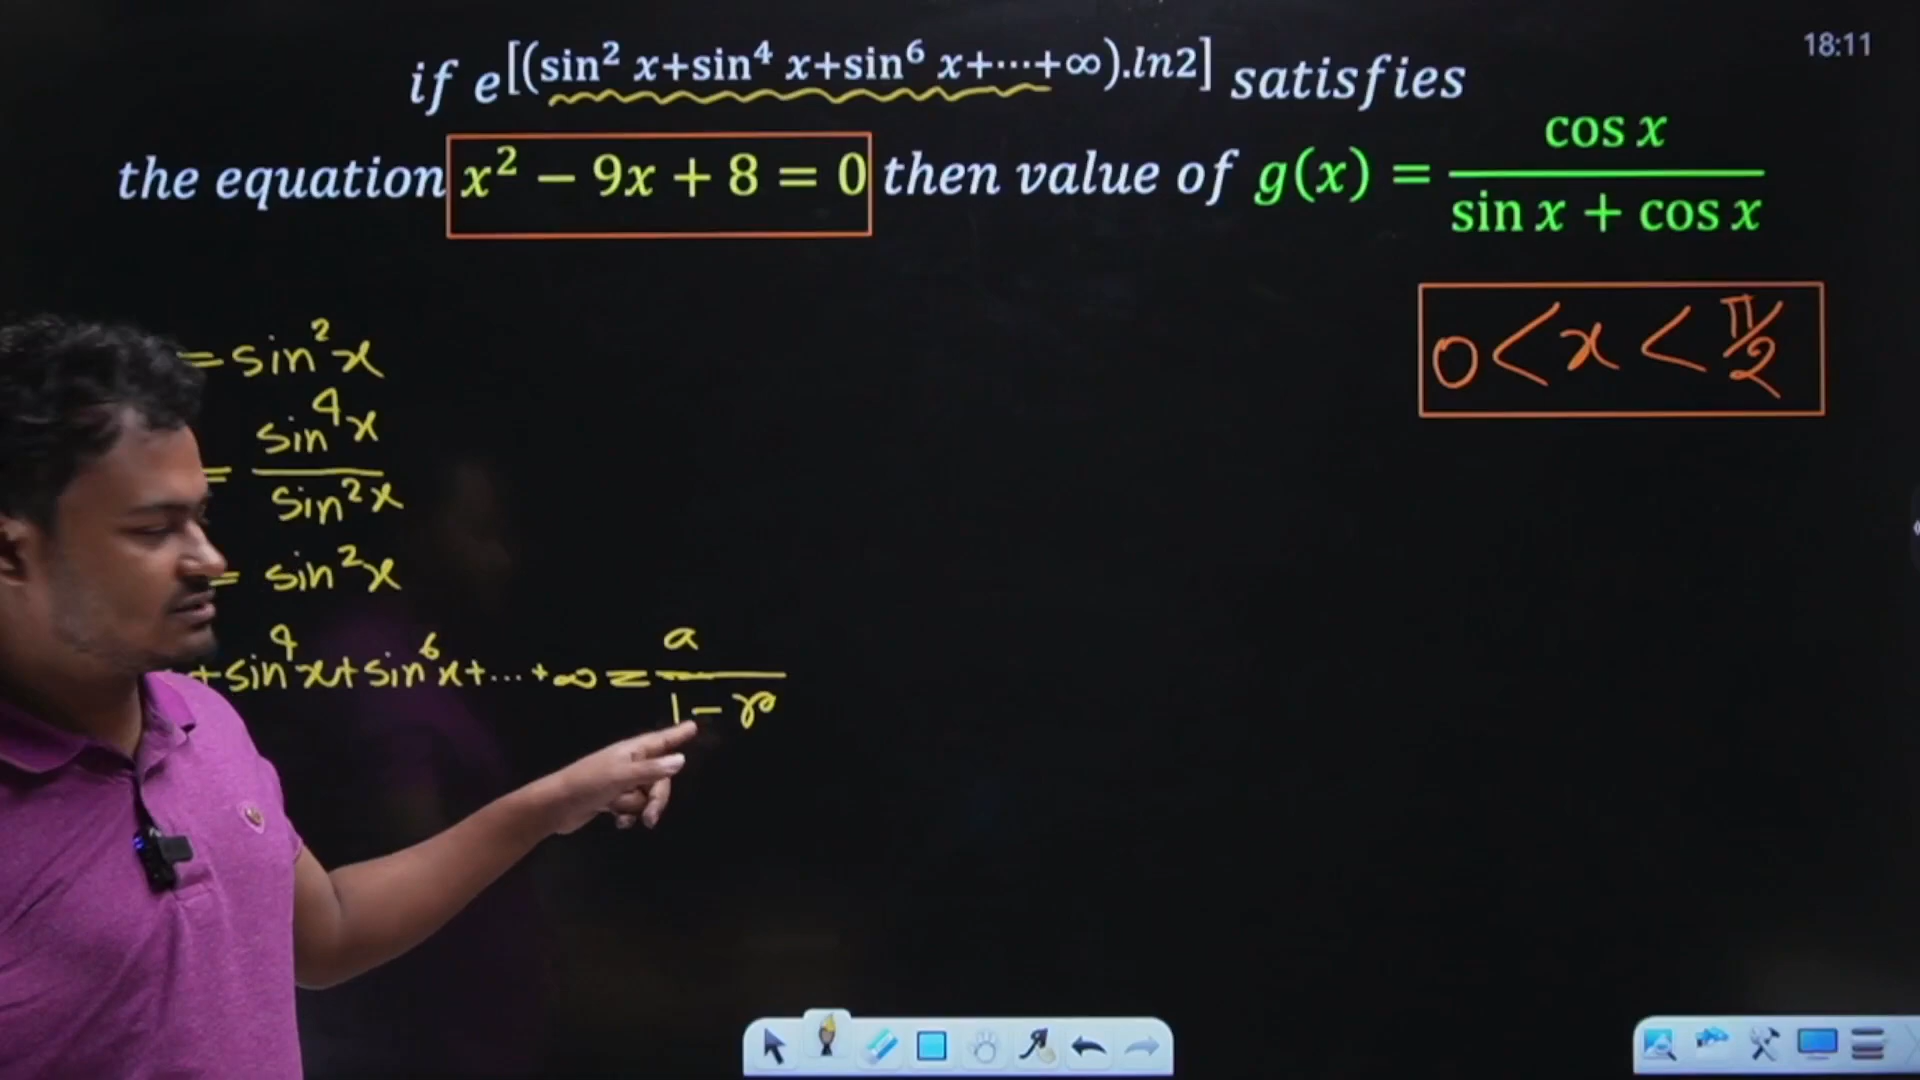 18:11
if e^[(sin² x+sin⁴ x+sin⁶ x+⋯+∞).ln2] satisfies
the equation x² − 9x + 8 = 0 then value of g(x) = cos x / (sin x + cos x)
0 < x < π/2
= sin²x
= sin⁴x / sin²x
= sin²x
+ sin⁴x + sin⁶x + ... + ∞ = a / (1 − r)